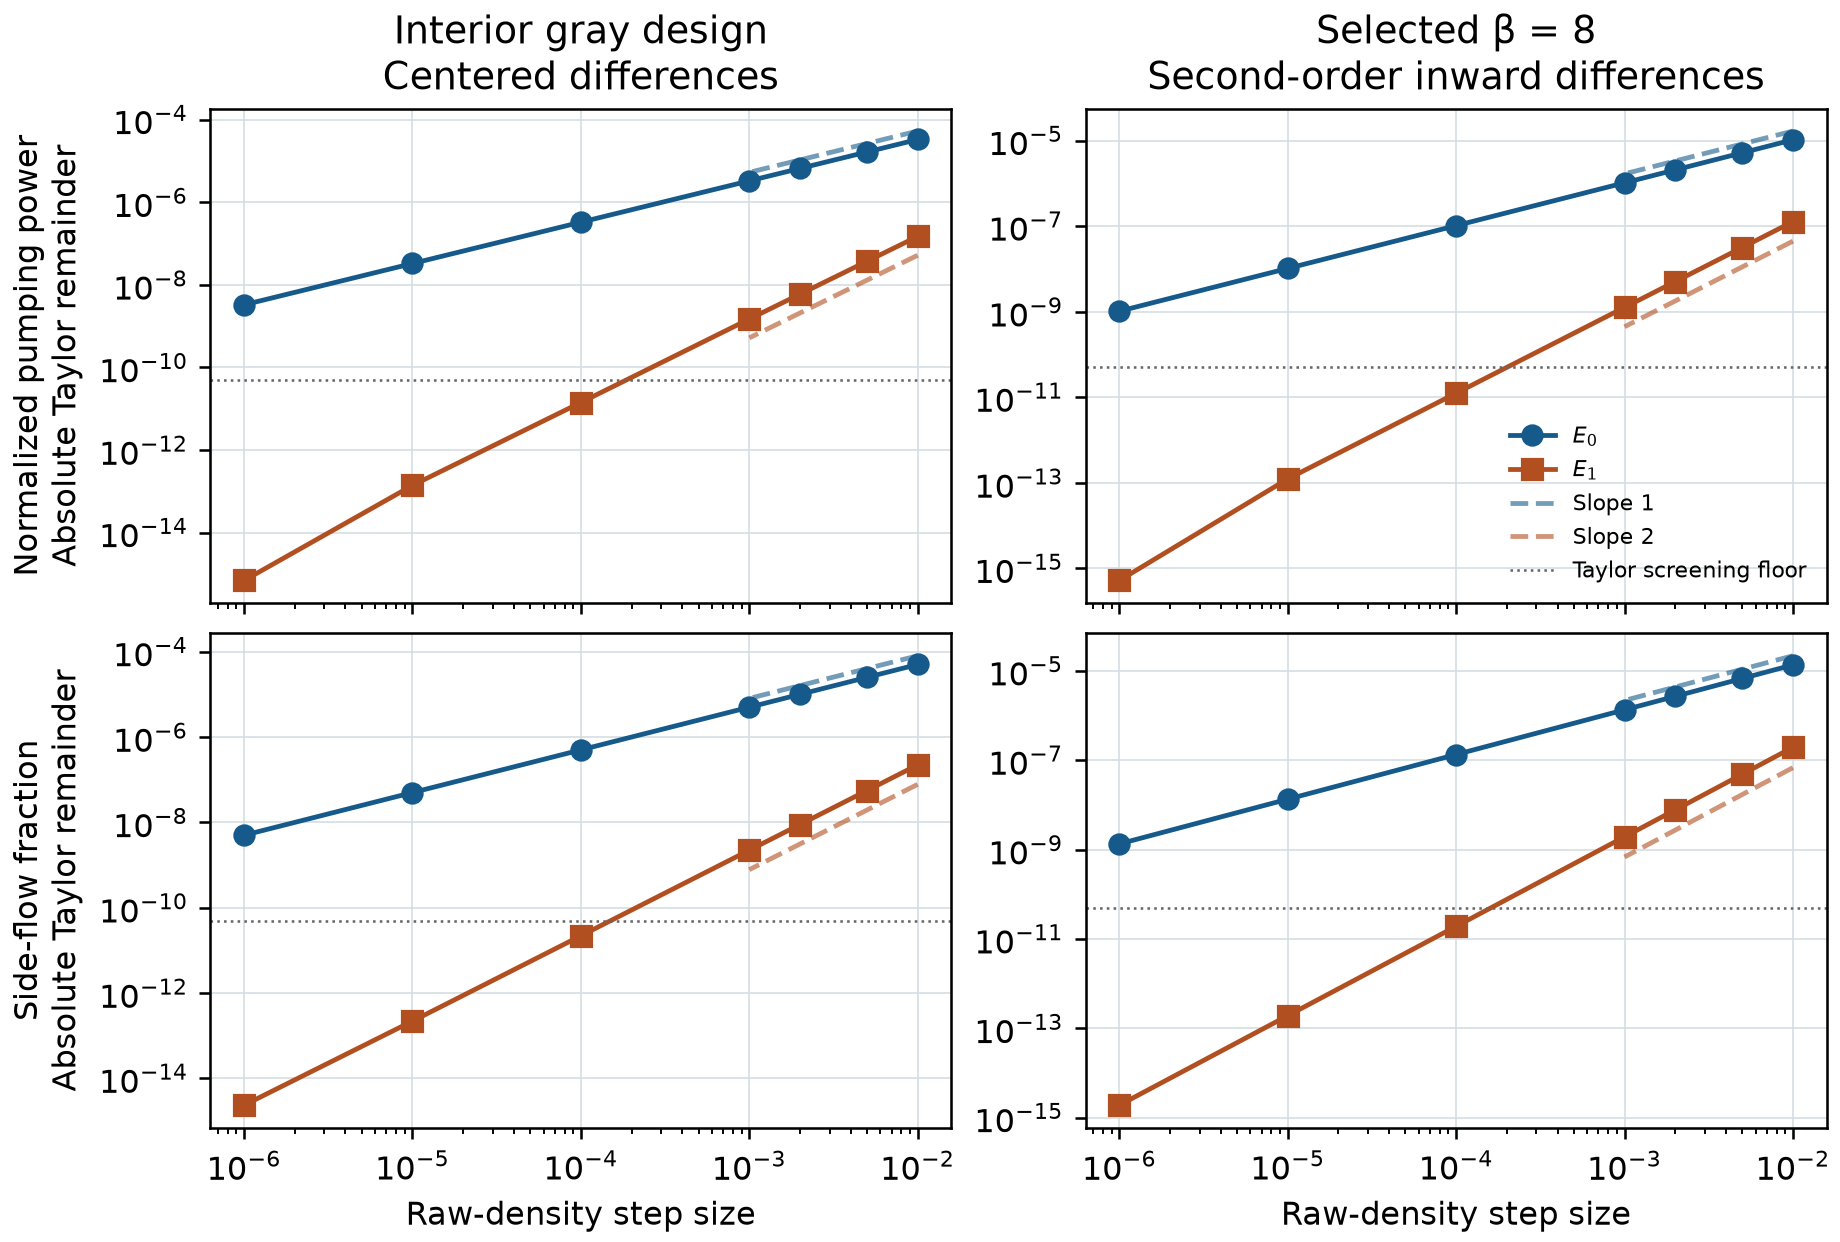 Interior gray design
Centered differences
Selected β = 8
Second-order inward differences
Normalized pumping power
Absolute Taylor remainder
10⁻⁴
10⁻⁶
10⁻⁸
10⁻¹⁰
10⁻¹²
10⁻¹⁴
10⁻⁵
10⁻⁷
10⁻⁹
10⁻¹¹
10⁻¹³
10⁻¹⁵
E₀
E₁
Slope 1
Slope 2
Taylor screening floor
Side-flow fraction
Absolute Taylor remainder
10⁻⁴
10⁻⁶
10⁻⁸
10⁻¹⁰
10⁻¹²
10⁻¹⁴
10⁻⁶ 10⁻⁵ 10⁻⁴ 10⁻³ 10⁻²
Raw-density step size
10⁻⁵
10⁻⁷
10⁻⁹
10⁻¹¹
10⁻¹³
10⁻¹⁵
10⁻⁶ 10⁻⁵ 10⁻⁴ 10⁻³ 10⁻²
Raw-density step size